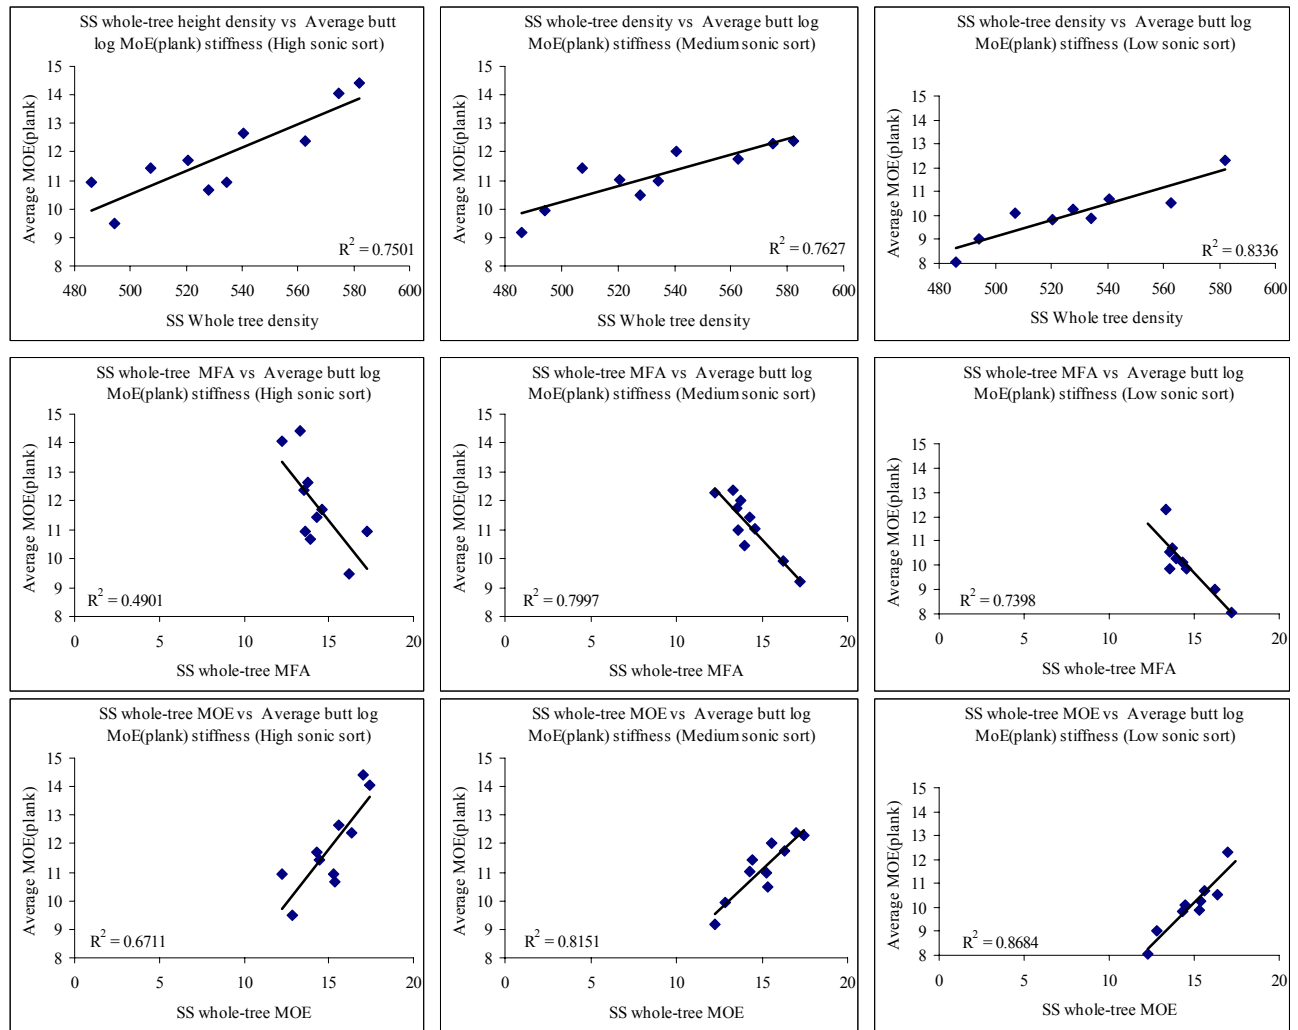 SS whole-tree height density vs Average butt
log MoE(plank) stiffness (High sonic sort)
15
14
13
12
11
10
9
8
Average MOE(plank)
R² = 0.7501
480 500 520 540 560 580 600
SS Whole tree density
SS whole-tree density vs Average butt log
MoE(plank) stiffness (Medium sonic sort)
15
14
13
12
11
10
9
8
Average MOE(plank)
R² = 0.7627
480 500 520 540 560 580 600
SS Whole tree density
SS whole-tree density vs Average butt log
MoE(plank) stiffness (Low sonic sort)
15
14
13
12
11
10
9
8
Average MOE(plank)
R² = 0.8336
480 500 520 540 560 580 600
SS Whole tree density
SS whole-tree MFA vs Average butt log
MoE(plank) stiffness (High sonic sort)
15
14
13
12
11
10
9
8
Average MOE(plank)
R² = 0.4901
0 5 10 15 20
SS whole-tree MFA
SS whole-tree MFA vs Average butt log
MoE(plank) stiffness (Medium sonic sort)
15
14
13
12
11
10
9
8
Average MOE(plank)
R² = 0.7997
0 5 10 15 20
SS whole-tree MFA
SS whole-tree MFA vs Average butt log
MoE(plank) stiffness (Low sonic sort)
15
14
13
12
11
10
9
8
Average MOE(plank)
R² = 0.7398
0 5 10 15 20
SS whole-tree MFA
SS whole-tree MOE vs Average butt log
MoE(plank) stiffness (High sonic sort)
15
14
13
12
11
10
9
8
Average MOE(plank)
R² = 0.6711
0 5 10 15 20
SS whole-tree MOE
SS whole-tree MOE vs Average butt log
MoE(plank) stiffness (Medium sonic sort)
15
14
13
12
11
10
9
8
Average MOE(plank)
R² = 0.8151
0 5 10 15 20
SS whole-tree MOE
SS whole-tree MOE vs Average butt log
MoE(plank) stiffness (Low sonic sort)
15
14
13
12
11
10
9
8
Average MOE(plank)
R² = 0.8684
0 5 10 15 20
SS whole-tree MOE